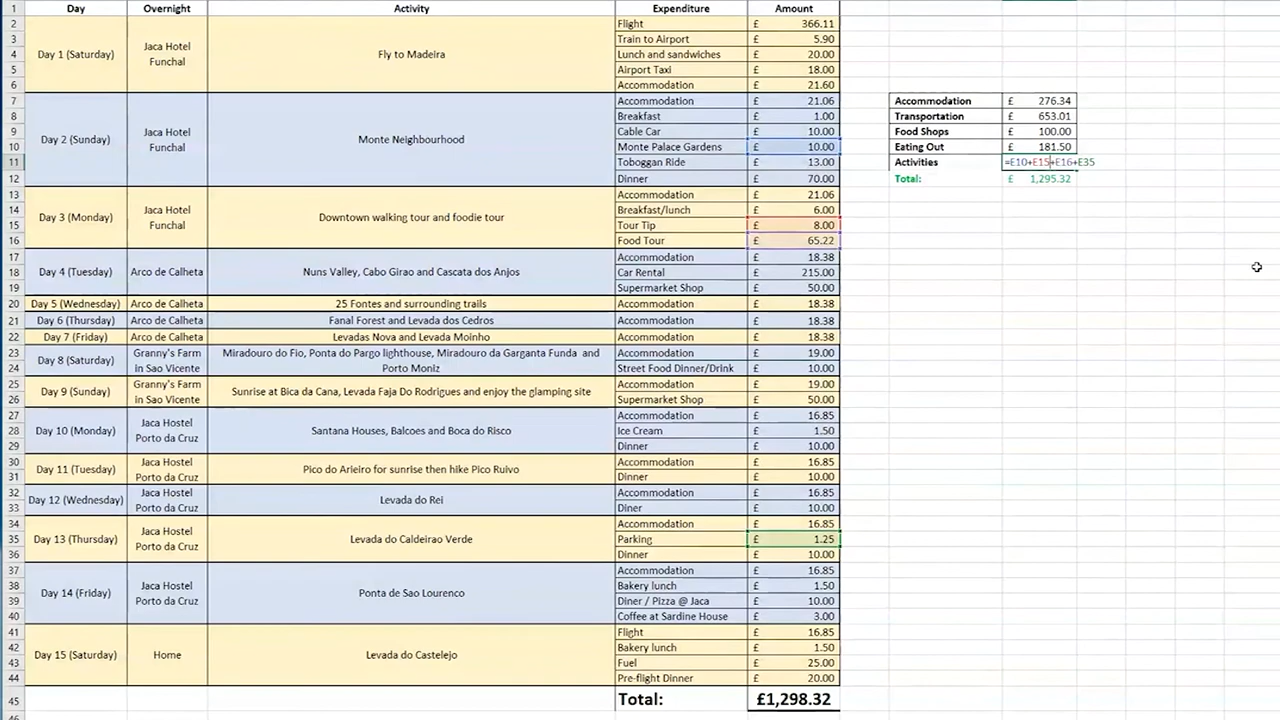 Day Overnight Activity Expenditure Amount
1
2 Flight £ 366.11
3 Train to Airport £ 5.90
4 Day 1 (Saturday) Jaca Hotel Funchal Fly to Madeira Lunch and sandwiches £ 20.00
5 Airport Taxi £ 18.00
6 Accommodation £ 21.60
7 Accommodation £ 21.06 Accommodation £ 276.34
8 Breakfast £ 1.00 Transportation £ 653.01
9 Day 2 (Sunday) Jaca Hotel Funchal Monte Neighbourhood Cable Car £ 10.00 Food Shops £ 100.00
10 Monte Palace Gardens £ 10.00 Eating Out £ 181.50
11 Toboggan Ride £ 13.00 Activities =E10+E15+E16+E35
12 Dinner £ 70.00 Total: £ 1,295.32
13 Accommodation £ 21.06
14 Day 3 (Monday) Jaca Hotel Funchal Downtown walking tour and foodie tour Breakfast/lunch £ 6.00
15 Tour Tip £ 8.00
16 Food Tour £ 65.22
17 Accommodation £ 18.38
18 Day 4 (Tuesday) Arco de Calheta Nuns Valley, Cabo Girao and Cascata dos Anjos Car Rental £ 215.00
19 Supermarket Shop £ 50.00
20 Day 5 (Wednesday) Arco de Calheta 25 Fontes and surrounding trails Accommodation £ 18.38
21 Day 6 (Thursday) Arco de Calheta Fanal Forest and Levada dos Cedros Accommodation £ 18.38
22 Day 7 (Friday) Arco de Calheta Levadas Nova and Levada Moinho Accommodation £ 18.38
23 Day 8 (Saturday) Granny's Farm Miradouro do Fio, Ponta do Pargo lighthouse, Miradouro da Garganta Funda and Accommodation £ 19.00
24 in Sao Vicente Porto Moniz Street Food Dinner/Drink £ 10.00
25 Day 9 (Sunday) Granny's Farm Sunrise at Bica da Cana, Levada Faja Do Rodrigues and enjoy the glamping site Accommodation £ 19.00
26 in Sao Vicente Supermarket Shop £ 50.00
27 Accommodation £ 16.85
28 Day 10 (Monday) Jaca Hostel Porto da Cruz Santana Houses, Balcoes and Boca do Risco Ice Cream £ 1.50
29 Dinner £ 10.00
30 Day 11 (Tuesday) Jaca Hostel Pico do Arieiro for sunrise then hike Pico Ruivo Accommodation £ 16.85
31 Porto da Cruz Dinner £ 10.00
32 Day 12 (Wednesday) Jaca Hostel Levada do Rei Accommodation £ 16.85
33 Porto da Cruz Diner £ 10.00
34 Accommodation £ 16.85
35 Day 13 (Thursday) Jaca Hostel Porto da Cruz Levada do Caldeirao Verde Parking £ 1.25
36 Dinner £ 10.00
37 Accommodation £ 16.85
38 Day 14 (Friday) Jaca Hostel Porto da Cruz Ponta de Sao Lourenco Bakery lunch £ 1.50
39 Diner / Pizza @ Jaca £ 10.00
40 Coffee at Sardine House £ 3.00
41 Flight £ 16.85
42 Day 15 (Saturday) Home Levada do Castelejo Bakery lunch £ 1.50
43 Fuel £ 25.00
44 Pre-flight Dinner £ 20.00
45 Total: £1,298.32